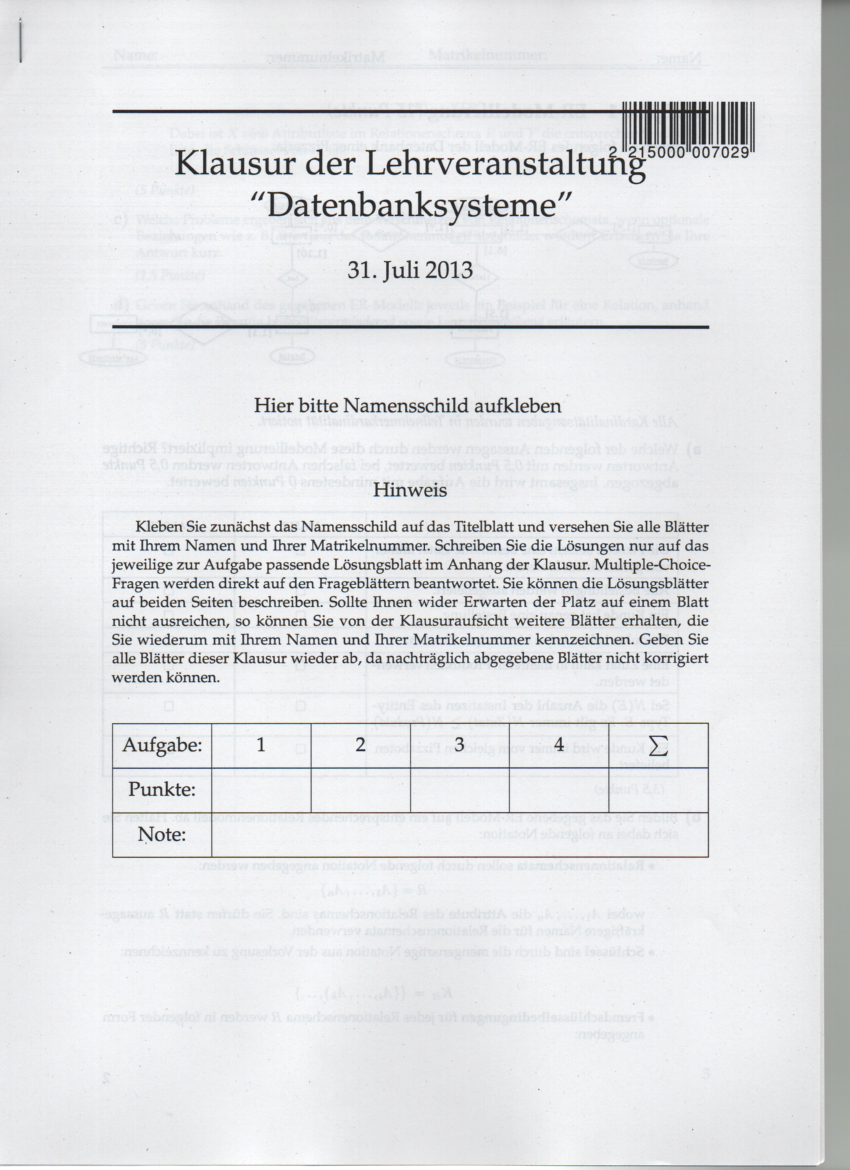 2 215000 007029
Klausur der Lehrveranstaltung
“Datenbanksysteme”
31. Juli 2013
Hier bitte Namensschild aufkleben
Hinweis
Kleben Sie zunächst das Namensschild auf das Titelblatt und versehen Sie alle Blätter
mit Ihrem Namen und Ihrer Matrikelnummer. Schreiben Sie die Lösungen nur auf das
jeweilige zur Aufgabe passende Lösungsblatt im Anhang der Klausur. Multiple-Choice-
Fragen werden direkt auf den Frageblättern beantwortet. Sie können die Lösungsblätter
auf beiden Seiten beschreiben. Sollte Ihnen wider Erwarten der Platz auf einem Blatt
nicht ausreichen, so können Sie von der Klausuraufsicht weitere Blätter erhalten, die
Sie wiederum mit Ihrem Namen und Ihrer Matrikelnummer kennzeichnen. Geben Sie
alle Blätter dieser Klausur wieder ab, da nachträglich abgegebene Blätter nicht korrigiert
werden können.
Aufgabe: 1 2 3 4 ∑
Punkte:
Note: